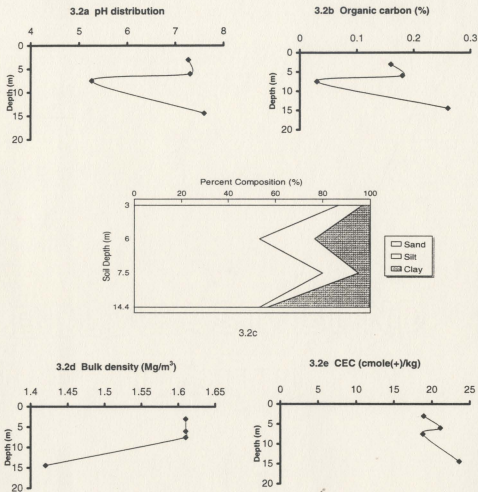 3.2a pH distribution
4 5 6 7 8
0
5
10
15
20
Depth (m)
3.2b Organic carbon (%)
0 0.1 0.2 0.3
0
5
10
15
20
Depth (m)
Percent Composition (%)
0 20 40 60 80 100
3
6
7.5
14.4
Soil Depth (m)
Sand
Silt
Clay
3.2c
3.2d Bulk density (Mg/m³)
1.4 1.45 1.5 1.55 1.6 1.65
0
5
10
15
20
Depth (m)
3.2e CEC (cmole(+)/kg)
0 5 10 15 20 25
0
5
10
15
20
Depth (m)